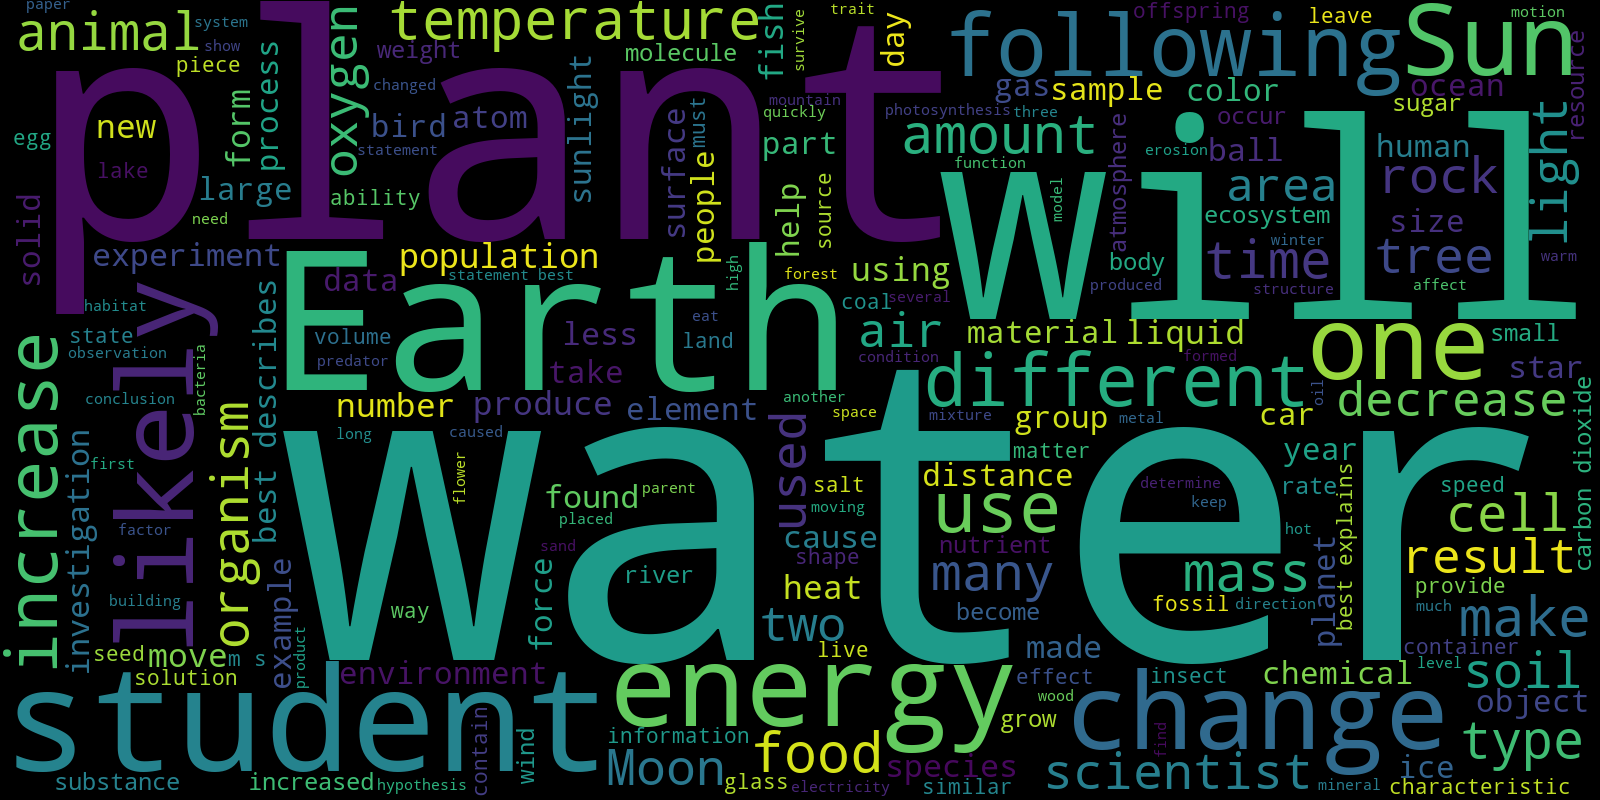 paper
system
animal
show
piece
temperature
weight
molecule
changed
fish
survive
trait
day
following
offspring
leave
Sun
motion
resource
plant
oxygen
process
form
new
egg
lake
large
solid
need
ability
bird
atom
statement
sunlight
surface
must
people
mountain
quickly
part
help
source
gas
sample
color
ocean
sugar
photosynthesis
three
occur
amount
function
erosion
ball
human
light
atmosphere
model
area
rock
ecosystem
size
will
time
winter
tree
warm
body
produced
structure
affect
experiment
population
data
statement best
high
forest
using
coal
several
habitat
likely
best describes
Earth
volume
predator
less
eat
land
take
air
material
liquid
one
small
condition
formed
star
state
observation
bacteria
conclusion
increase
number
produce
element
another
space
different
mixture
group
metal
car
oil
decrease
organism
investigation
first
long
caused
flower
used
matter
year
carbon dioxide
water
found
parent
placed
salt
moving
distance
determine
rate
speed
factor
sand
cause
shape
use
keep
hot
cell
nutrient
best explains
result
building
example
force
river
heat
many
mass
planet
provide
way
two
become
fossil
direction
much
make
seed
move
m s
product
environment
live
made
container
solution
student
energy
effect
insect
chemical
level
soil
wood
grow
change
object
information
find
type
contain
wind
Moon
food
species
scientist
ice
substance
increased
hypothesis
glass
electricity
similar
mineral
characteristic